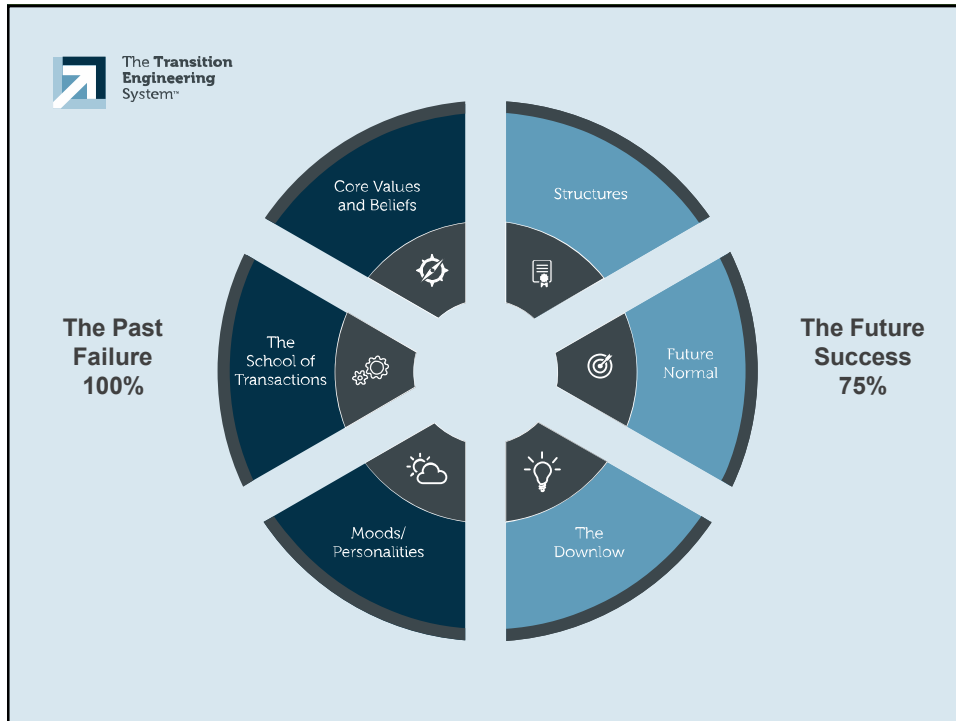 The Transition
Engineering
System™
Core Values
and Beliefs
Structures
The Past
Failure
100%
The
School of
Transactions
Future
Normal
The Future
Success
75%
Moods/
Personalities
The
Downlow